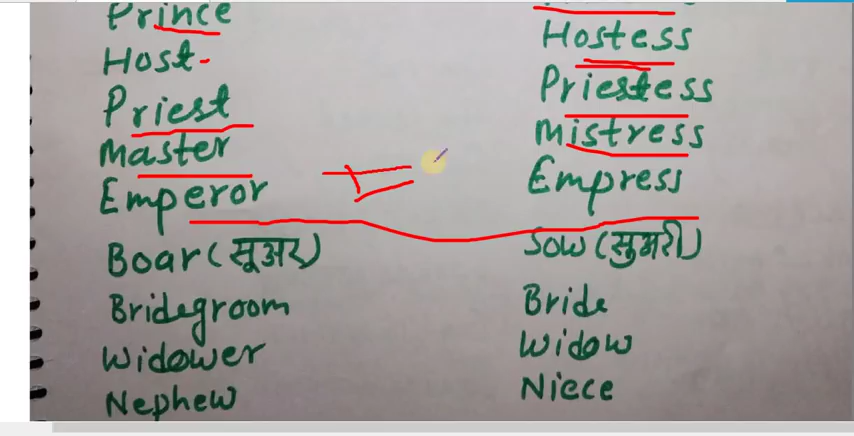 Prince
Host Hostess
Priest Priestess
Master Mistress
Emperor Empress
Boar (सूअर) Sow (सुअरी)
Bridegroom Bride
Widower Widow
Nephew Niece